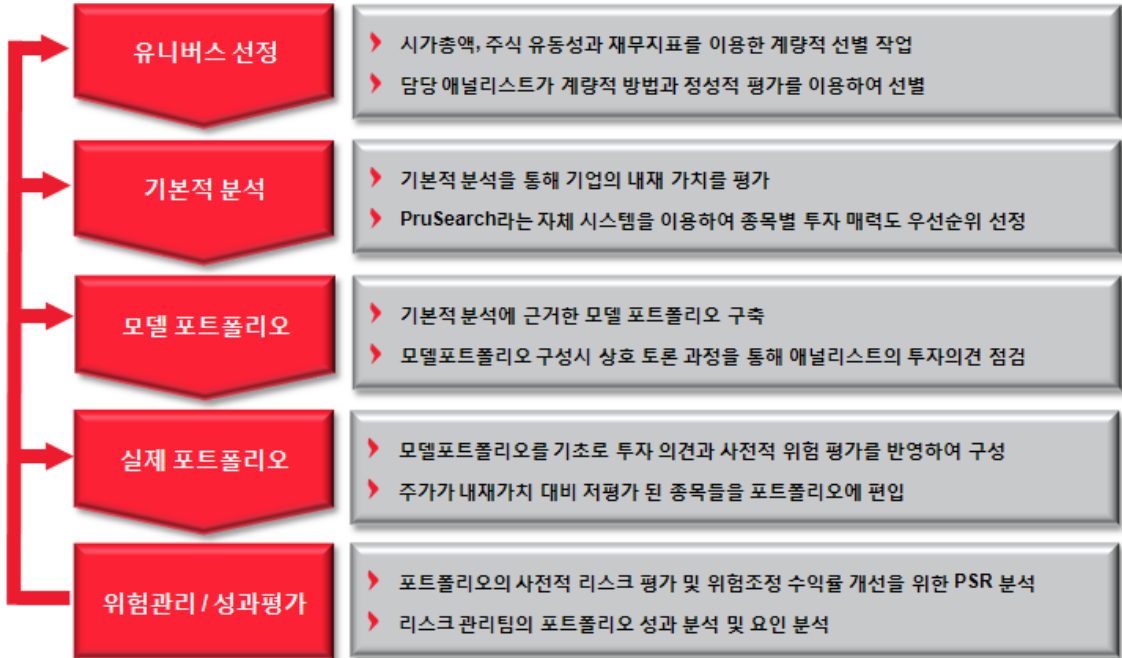 유니버스 선정
시가총액, 주식 유동성과 재무지표를 이용한 계량적 선별 작업
담당 애널리스트가 계량적 방법과 정성적 평가를 이용하여 선별
기본적 분석
기본적 분석을 통해 기업의 내재 가치를 평가
PruSearch라는 자체 시스템을 이용하여 종목별 투자 매력도 우선순위 선정
모델 포트폴리오
기본적 분석에 근거한 모델 포트폴리오 구축
모델포트폴리오 구성시 상호 토론 과정을 통해 애널리스트의 투자의견 점검
실제 포트폴리오
모델포트폴리오를 기초로 투자 의견과 사전적 위험 평가를 반영하여 구성
주가가 내재가치 대비 저평가 된 종목들을 포트폴리오에 편입
위험관리 / 성과평가
포트폴리오의 사전적 리스크 평가 및 위험조정 수익률 개선을 위한 PSR 분석
리스크 관리팀의 포트폴리오 성과 분석 및 요인 분석